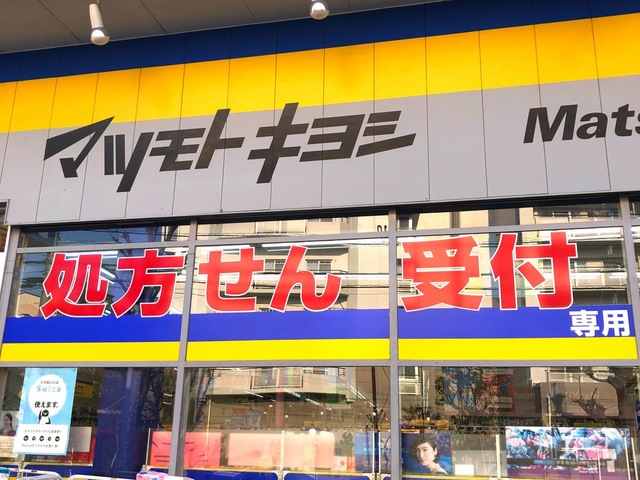 マツモトキヨシ
Mats
処方せん 受付
専用
Suica
使えます。